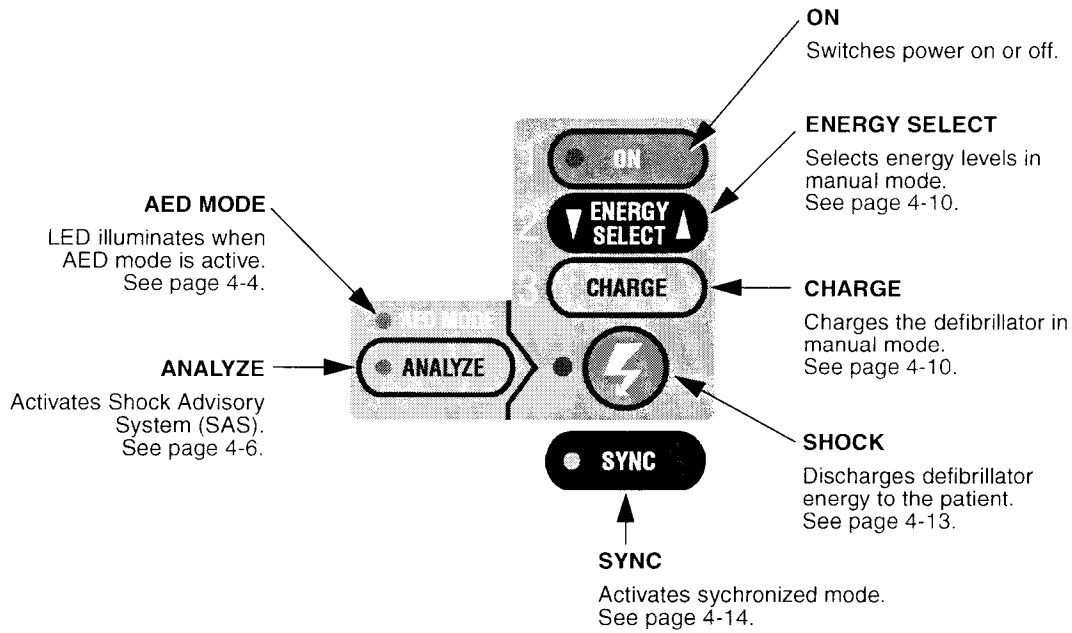 ON
Switches power on or off.
ENERGY SELECT
Selects energy levels in
manual mode.
See page 4-10.
CHARGE
Charges the defibrillator in
manual mode.
See page 4-10.
SHOCK
Discharges defibrillator
energy to the patient.
See page 4-13.
SYNC
Activates sychronized mode.
See page 4-14.
AED MODE
LED illuminates when
AED mode is active.
See page 4-4.
ANALYZE
Activates Shock Advisory
System (SAS).
See page 4-6.
1 ON
2 ENERGY
SELECT
3 CHARGE
AED MODE
ANALYZE
SYNC